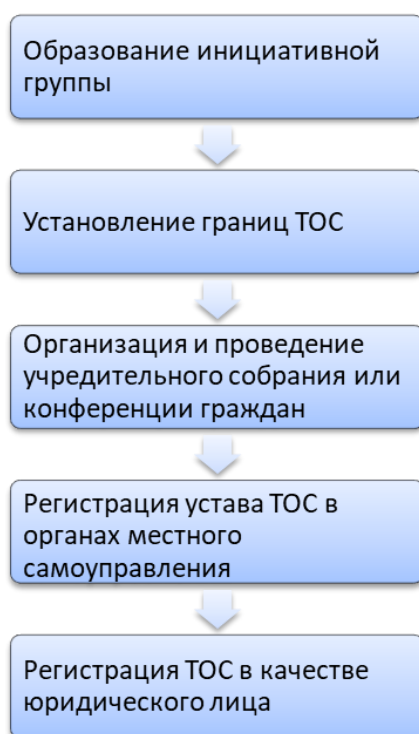 Образование инициативной
группы
Установление границ ТОС
Организация и проведение
учредительного собрания или
конференции граждан
Регистрация устава ТОС в
органах местного
самоуправления
Регистрация ТОС в качестве
юридического лица